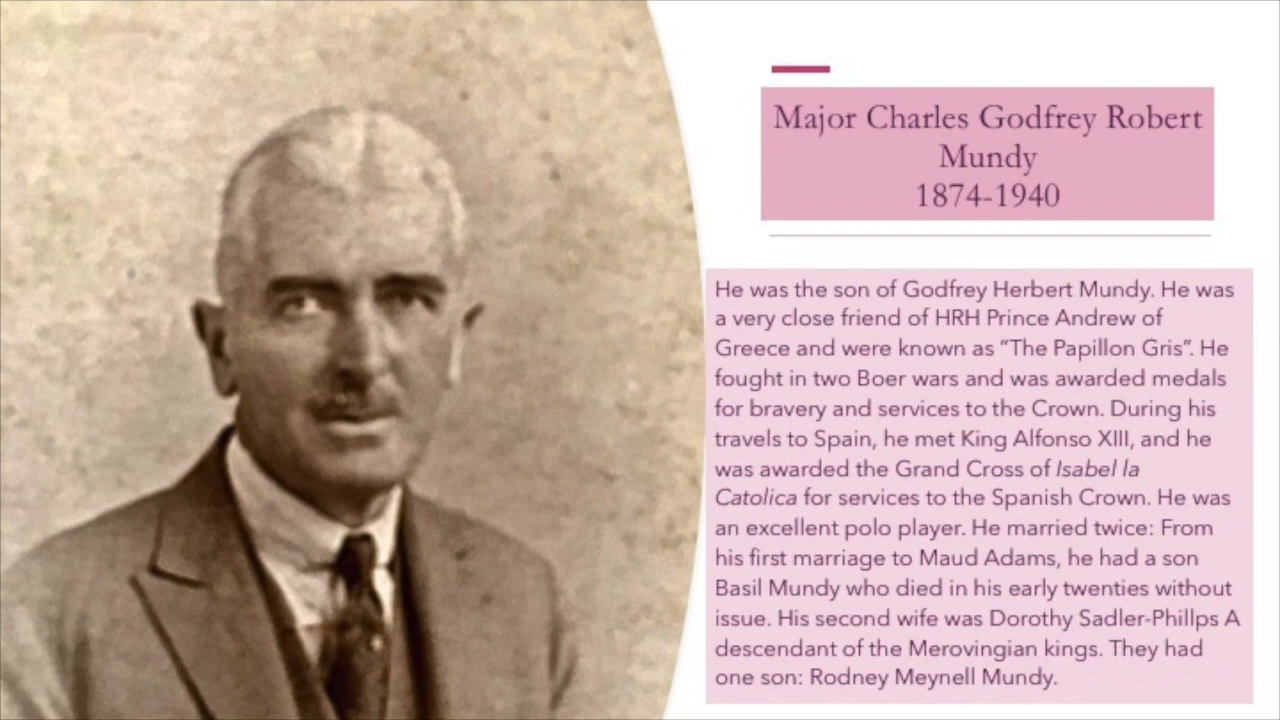 Major Charles Godfrey Robert
Mundy
1874-1940
He was the son of Godfrey Herbert Mundy. He was
a very close friend of HRH Prince Andrew of
Greece and were known as “The Papillon Gris”. He
fought in two Boer wars and was awarded medals
for bravery and services to the Crown. During his
travels to Spain, he met King Alfonso XIII, and he
was awarded the Grand Cross of Isabel la
Catolica for services to the Spanish Crown. He was
an excellent polo player. He married twice: From
his first marriage to Maud Adams, he had a son
Basil Mundy who died in his early twenties without
issue. His second wife was Dorothy Sadler-Phillps A
descendant of the Merovingian kings. They had
one son: Rodney Meynell Mundy.